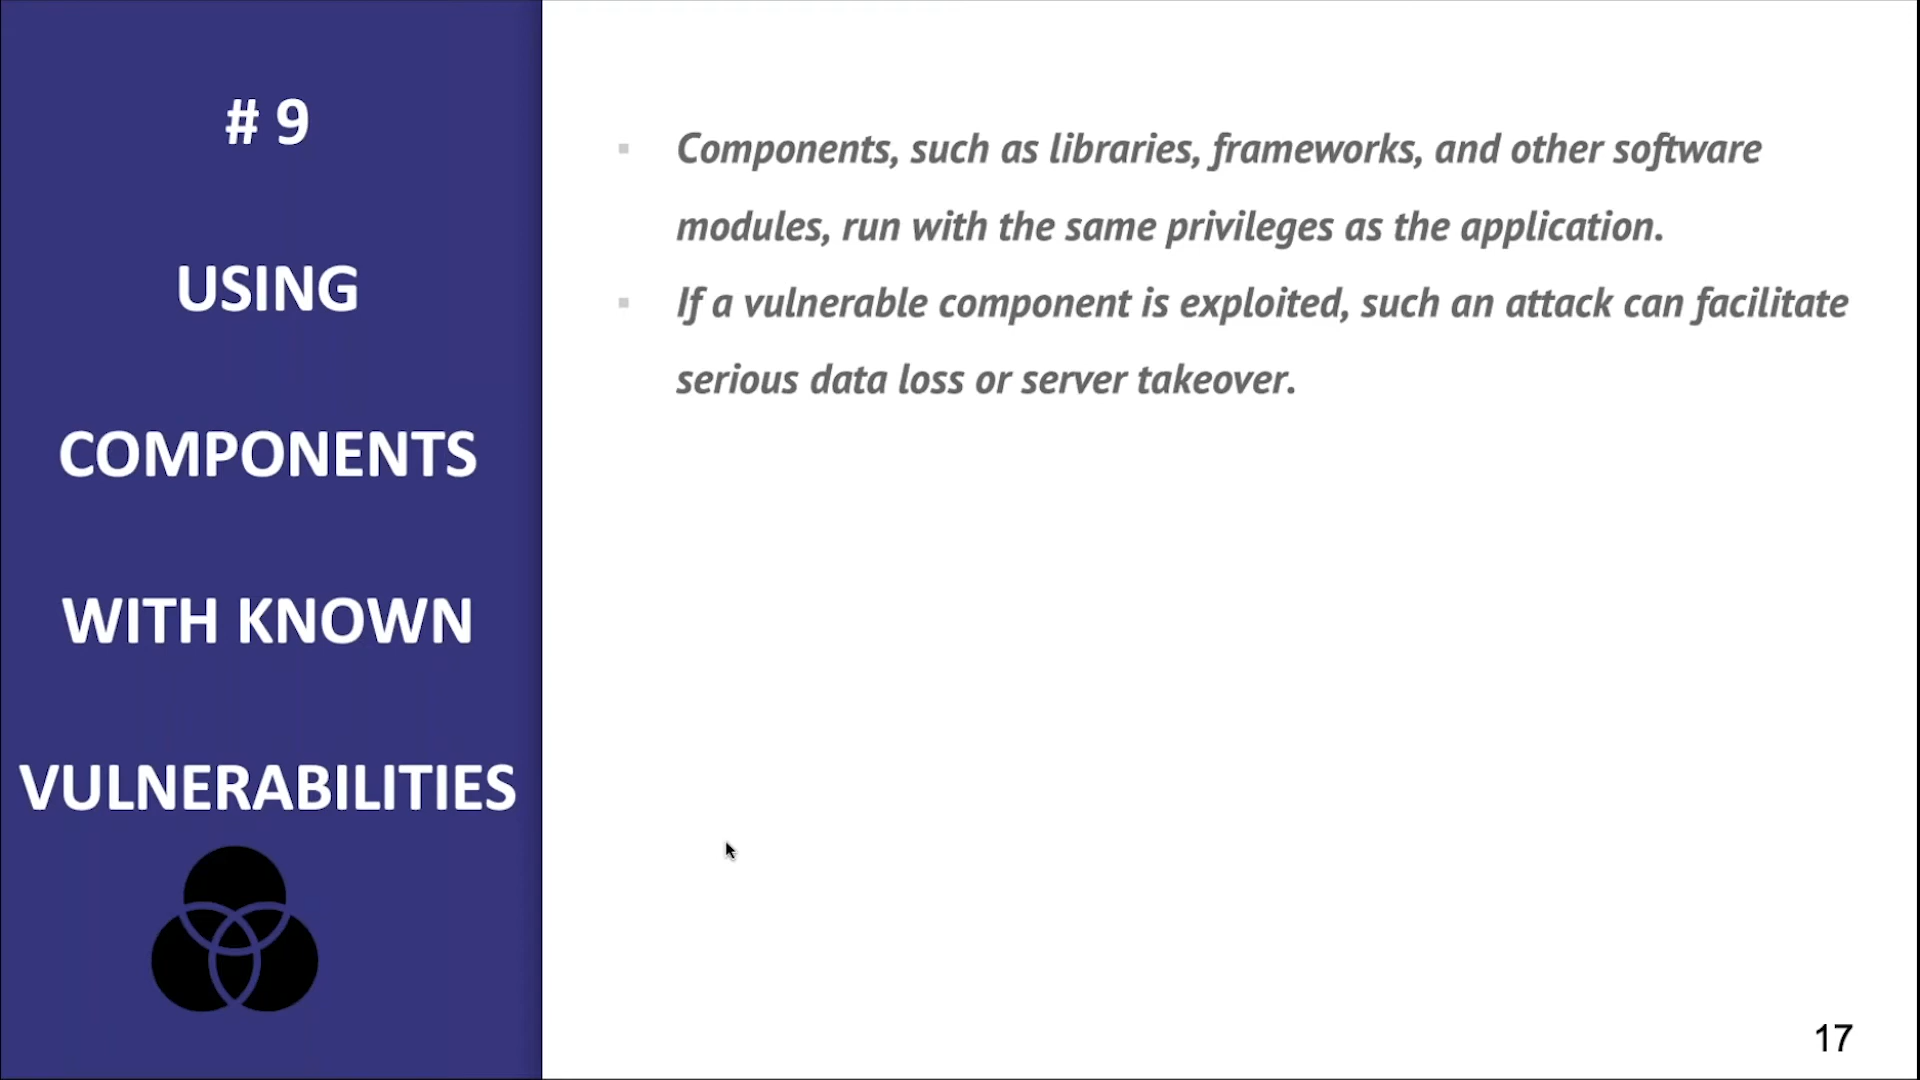 # 9
USING
COMPONENTS
WITH KNOWN
VULNERABILITIES
Components, such as libraries, frameworks, and other software
modules, run with the same privileges as the application.
If a vulnerable component is exploited, such an attack can facilitate
serious data loss or server takeover.
17